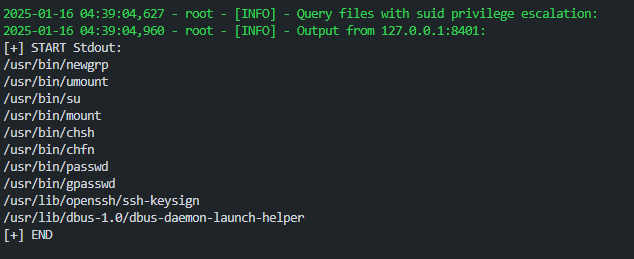 2025-01-16 04:39:04,627 - root - [INFO] - Query files with suid privilege escalation:
2025-01-16 04:39:04,960 - root - [INFO] - Output from 127.0.0.1:8401:
[+] START Stdout:
/usr/bin/newgrp
/usr/bin/umount
/usr/bin/su
/usr/bin/mount
/usr/bin/chsh
/usr/bin/chfn
/usr/bin/passwd
/usr/bin/gpasswd
/usr/lib/openssh/ssh-keysign
/usr/lib/dbus-1.0/dbus-daemon-launch-helper
[+] END